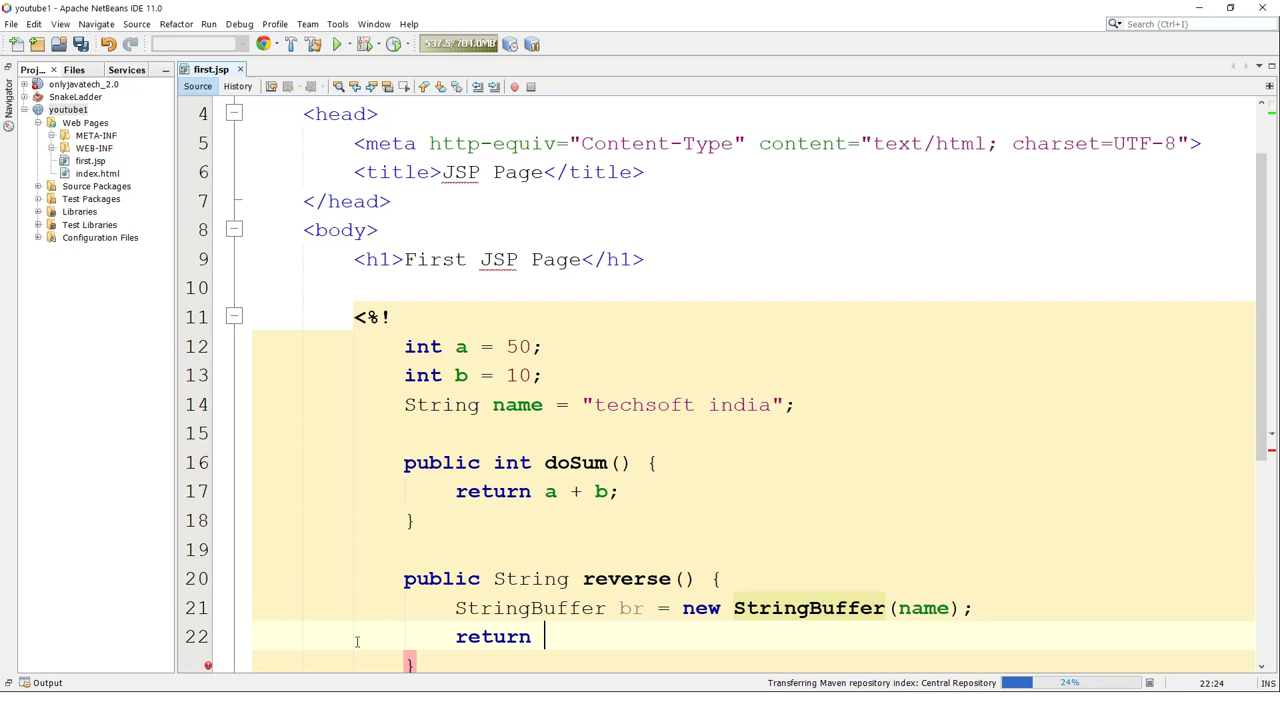 youtube1 - Apache NetBeans IDE 11.0
File Edit View Navigate Source Refactor Run Debug Profile Team Tools Window Help
Search (Ctrl+I)
537.5/704.0MB
Proj... Files Services
first.jsp
Source History
Navigator
onlyjavatech_2.0
SnakeLadder
youtube1
Web Pages
META-INF
WEB-INF
first.jsp
index.html
Source Packages
Test Packages
Libraries
Test Libraries
Configuration Files
4 <head>
5 <meta http-equiv="Content-Type" content="text/html; charset=UTF-8">
6 <title>JSP Page</title>
7 </head>
8 <body>
9 <h1>First JSP Page</h1>
10
11 <%!
12 int a = 50;
13 int b = 10;
14 String name = "techsoft india";
15
16 public int doSum() {
17 return a + b;
18 }
19
20 public String reverse() {
21 StringBuffer br = new StringBuffer(name);
22 return
}
Output
Transferring Maven repository index: Central Repository 24% 22:24 INS